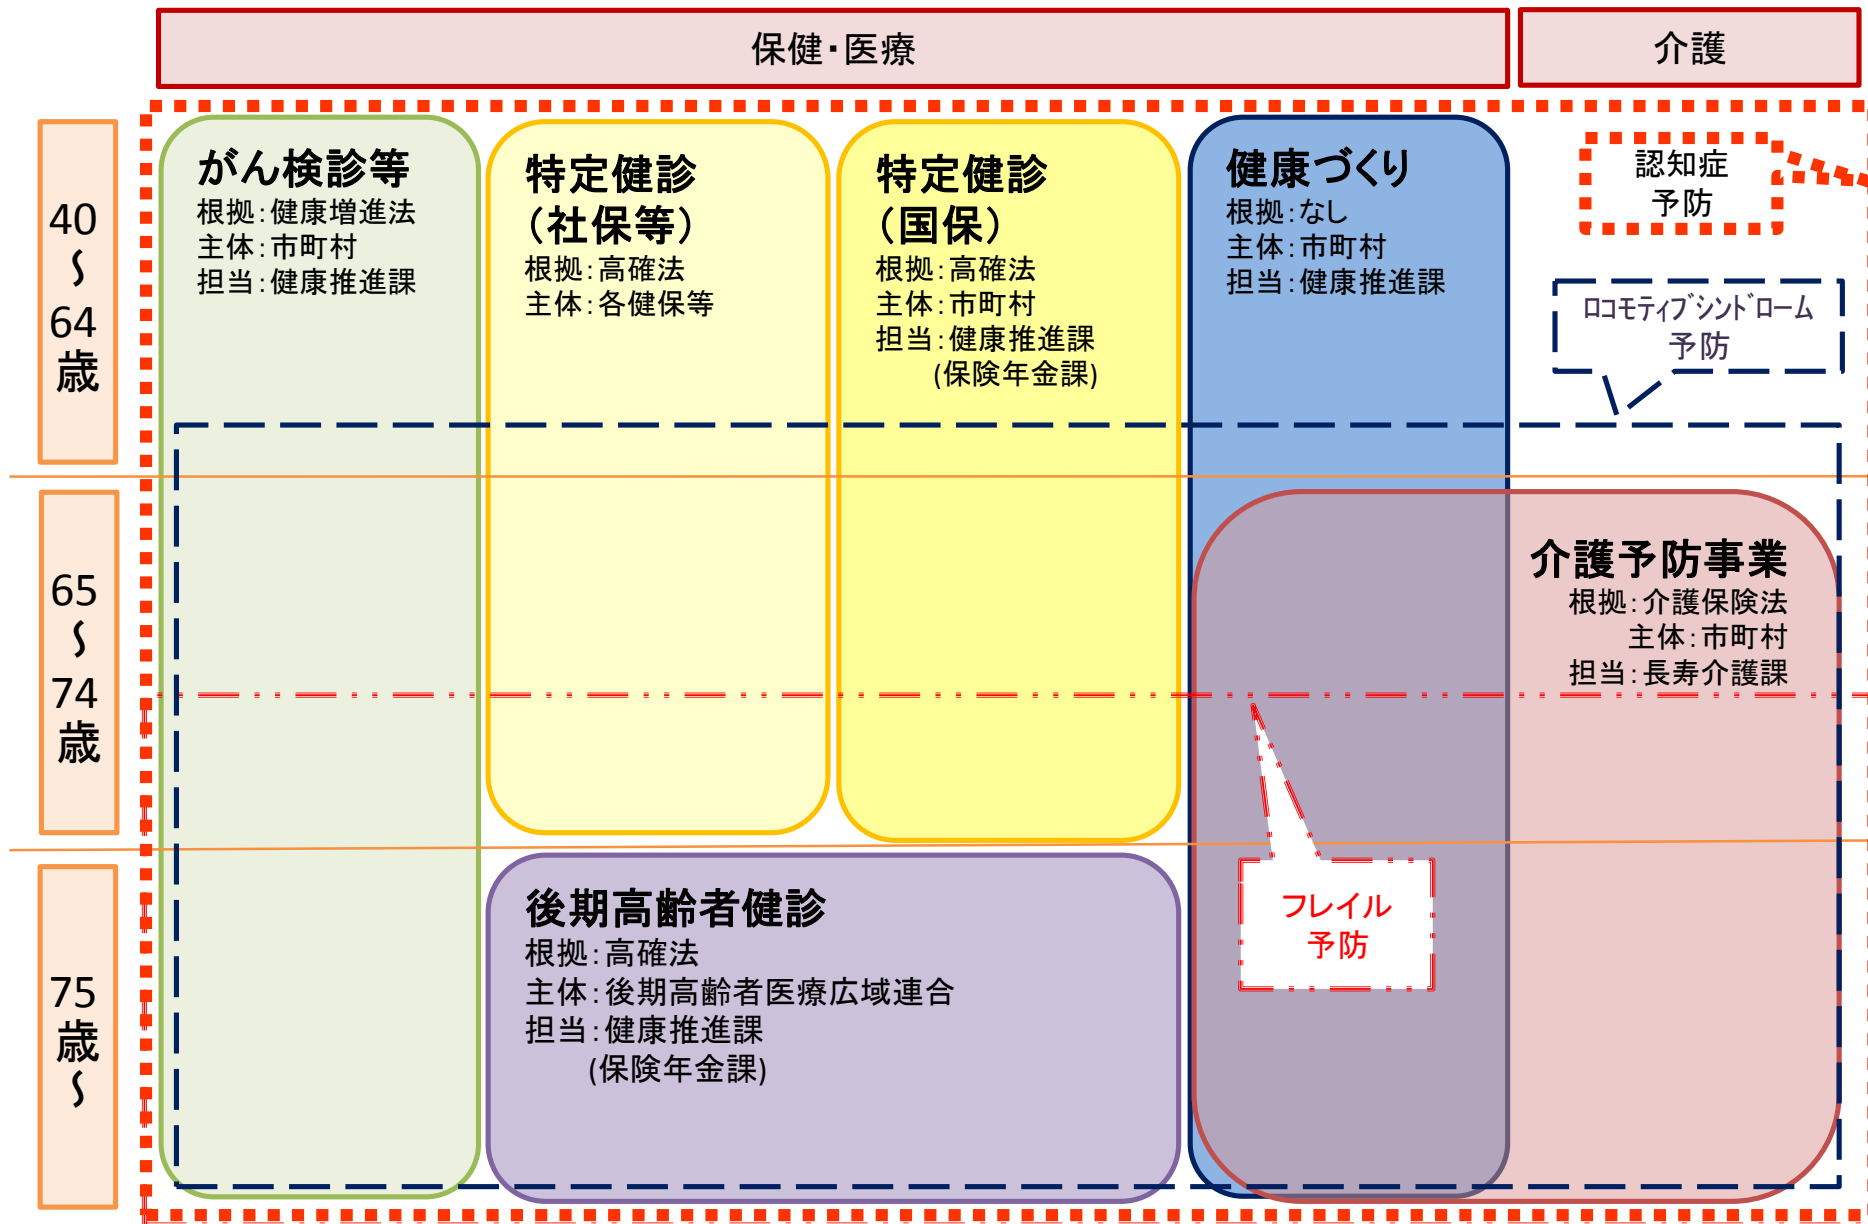 保健・医療
介護
40
～
64
歳
がん検診等
根拠：健康増進法
主体：市町村
担当：健康推進課
特定健診
（社保等）
根拠：高確法
主体：各健保等
特定健診
（国保）
根拠：高確法
主体：市町村
担当：健康推進課
(保険年金課)
健康づくり
根拠：なし
主体：市町村
担当：健康推進課
認知症
予防
ﾛｺﾓﾃｨﾌﾞｼﾝﾄﾞﾛｰﾑ
予防
65
～
74
歳
介護予防事業
根拠：介護保険法
主体：市町村
担当：長寿介護課
75
歳
～
後期高齢者健診
根拠：高確法
主体：後期高齢者医療広域連合
担当：健康推進課
(保険年金課)
フレイル
予防